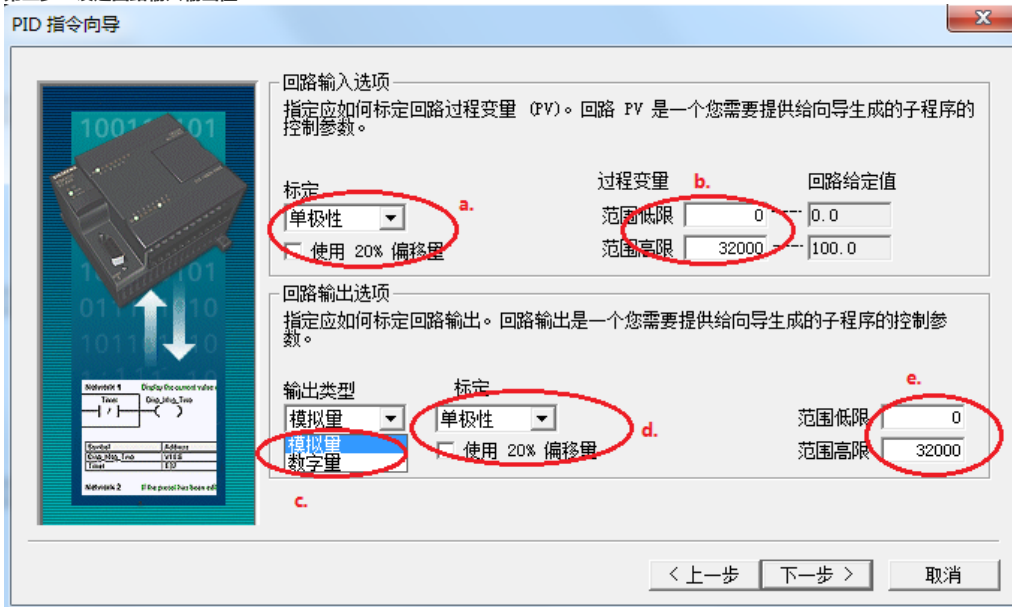 PID 指令向导
回路输入选项
指定应如何标定回路过程变量 (PV)。回路 PV 是一个您需要提供给向导生成的子程序的
控制参数。
标定
过程变量 b. 回路给定值
单极性 a. 范围低限 0 0.0
使用 20% 偏移量 范围高限 32000 100.0
回路输出选项
指定应如何标定回路输出。回路输出是一个您需要提供给向导生成的子程序的控制参
数。
输出类型 标定 e.
模拟量 单极性 d. 范围低限 0
模拟量 使用 20% 偏移量 范围高限 32000
数字量
c.
Network 1
Symbol Address
Network 2
< 上一步 下一步 > 取消